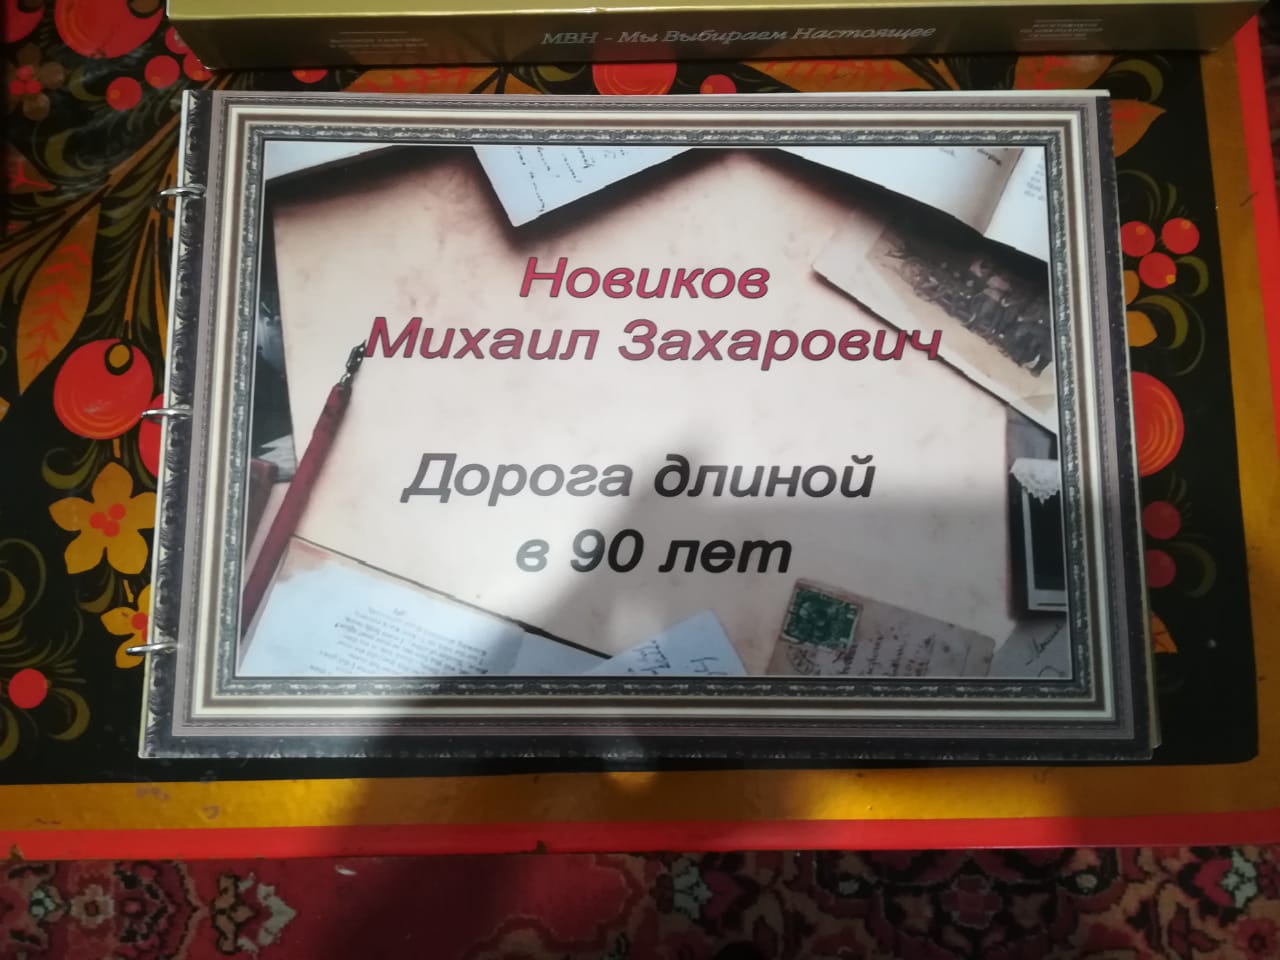 МВН - Мы Выбираем Настоящее
Новиков
Михаил Захарович
Дорога длиной
в 90 лет